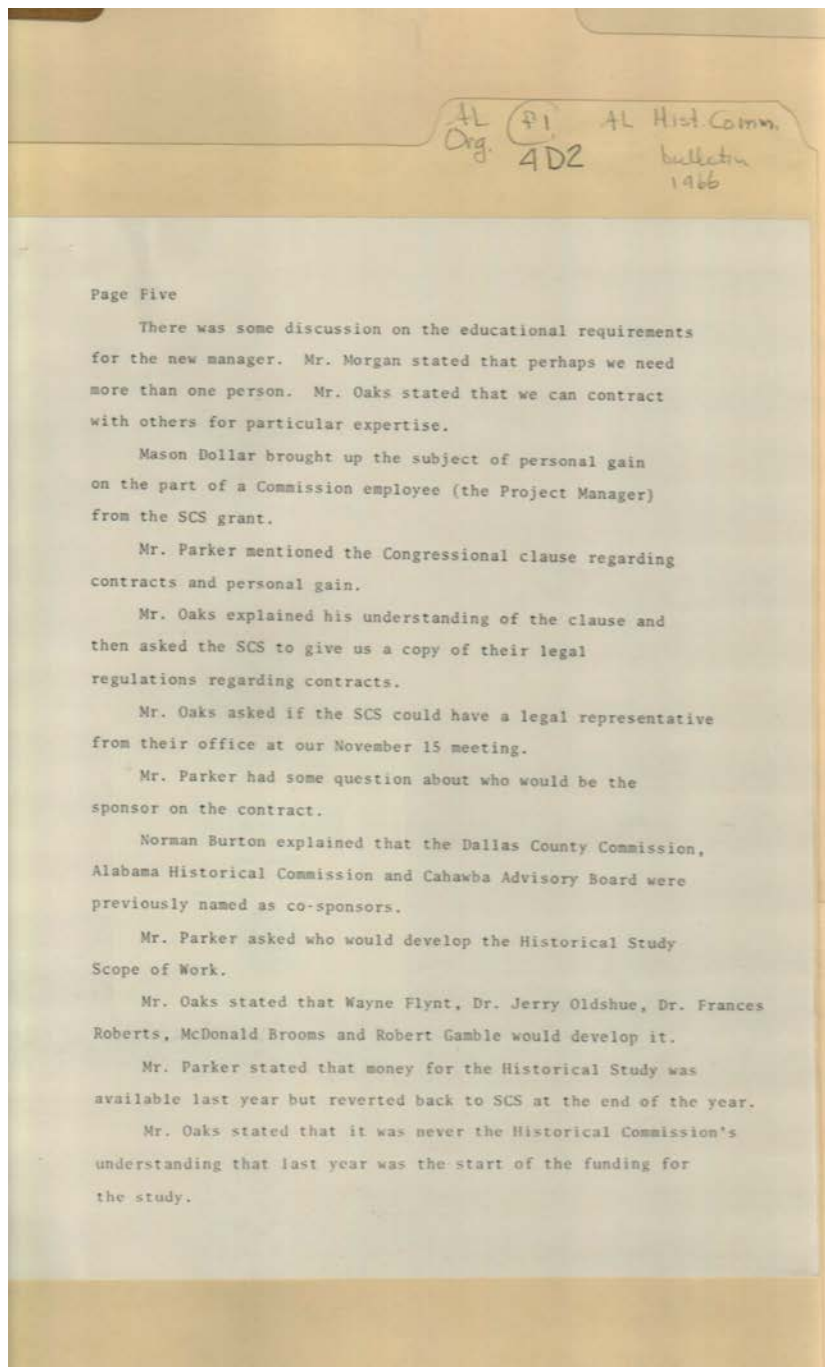 AL Org.
P1
4D2
AL Hist. Comm.
bulletin
1966
Page Five
There was some discussion on the educational requirements
for the new manager. Mr. Morgan stated that perhaps we need
more than one person. Mr. Oaks stated that we can contract
with others for particular expertise.
Mason Dollar brought up the subject of personal gain
on the part of a Commission employee (the Project Manager)
from the SCS grant.
Mr. Parker mentioned the Congressional clause regarding
contracts and personal gain.
Mr. Oaks explained his understanding of the clause and
then asked the SCS to give us a copy of their legal
regulations regarding contracts.
Mr. Oaks asked if the SCS could have a legal representative
from their office at our November 15 meeting.
Mr. Parker had some question about who would be the
sponsor on the contract.
Norman Burton explained that the Dallas County Commission,
Alabama Historical Commission and Cahawba Advisory Board were
previously named as co-sponsors.
Mr. Parker asked who would develop the Historical Study
Scope of Work.
Mr. Oaks stated that Wayne Flynt, Dr. Jerry Oldshue, Dr. Frances
Roberts, McDonald Brooms and Robert Gamble would develop it.
Mr. Parker stated that money for the Historical Study was
available last year but reverted back to SCS at the end of the year.
Mr. Oaks stated that it was never the Historical Commission's
understanding that last year was the start of the funding for
the study.